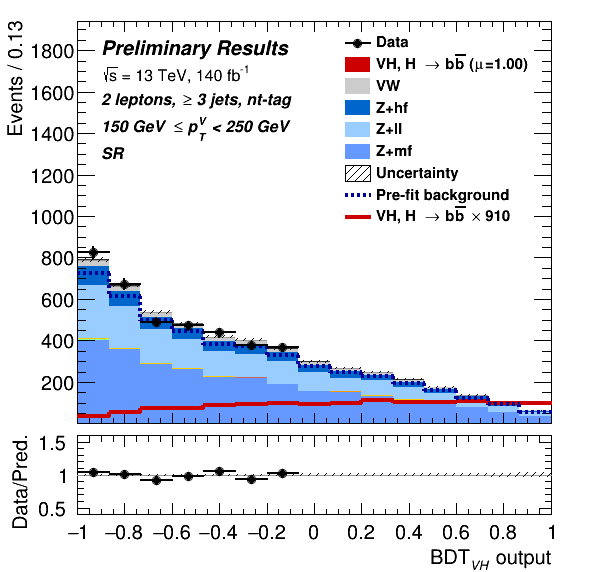 Events / 0.13
1800
1600
1400
1200
1000
800
600
400
200
Preliminary Results
√s = 13 TeV, 140 fb⁻¹
2 leptons, ≥ 3 jets, nt-tag
150 GeV ≤ p_T^V < 250 GeV
SR
Data
VH, H → bb̅ (μ=1.00)
VW
Z+hf
Z+ll
Z+mf
Uncertainty
Pre-fit background
VH, H → bb̅ × 910
Data/Pred.
1.5
1
0.5
−1 −0.8 −0.6 −0.4 −0.2 0 0.2 0.4 0.6 0.8 1
BDT_VH output